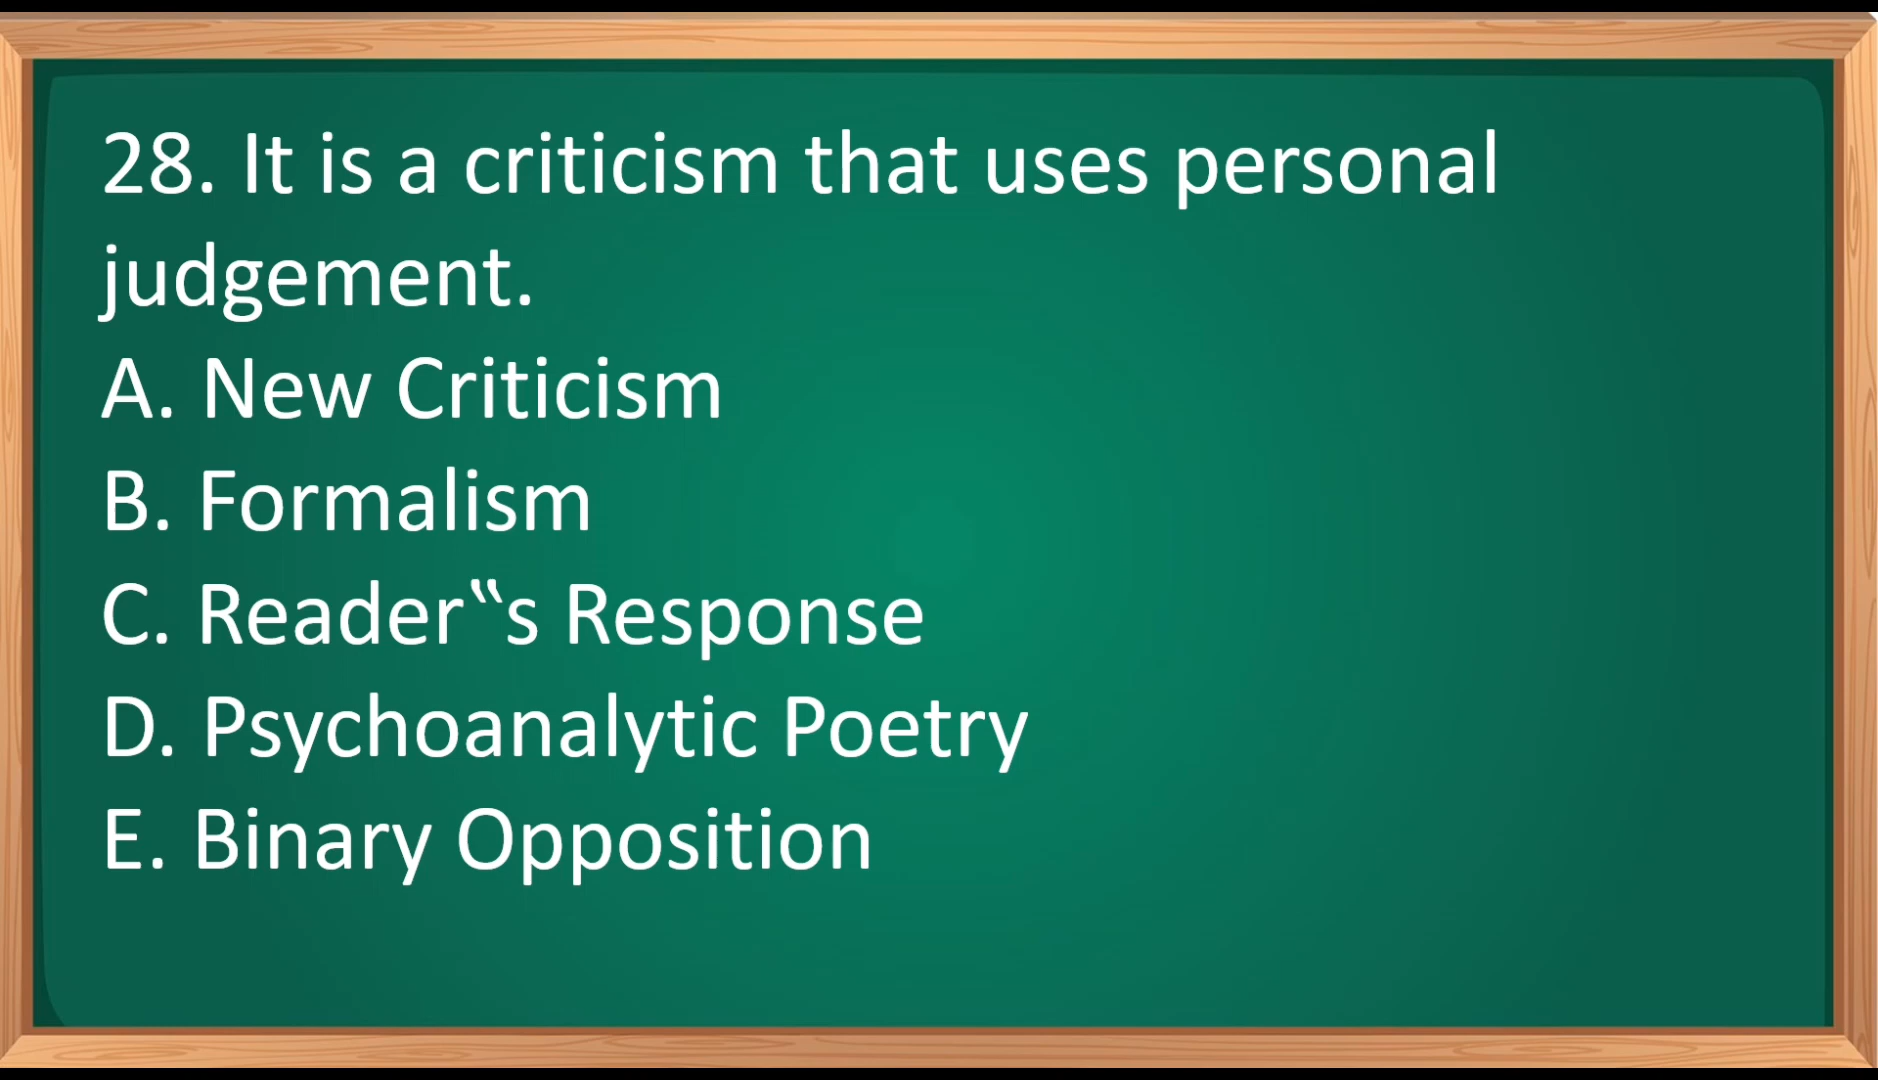 28. It is a criticism that uses personal
judgement.
A. New Criticism
B. Formalism
C. Reader‟s Response
D. Psychoanalytic Poetry
E. Binary Opposition